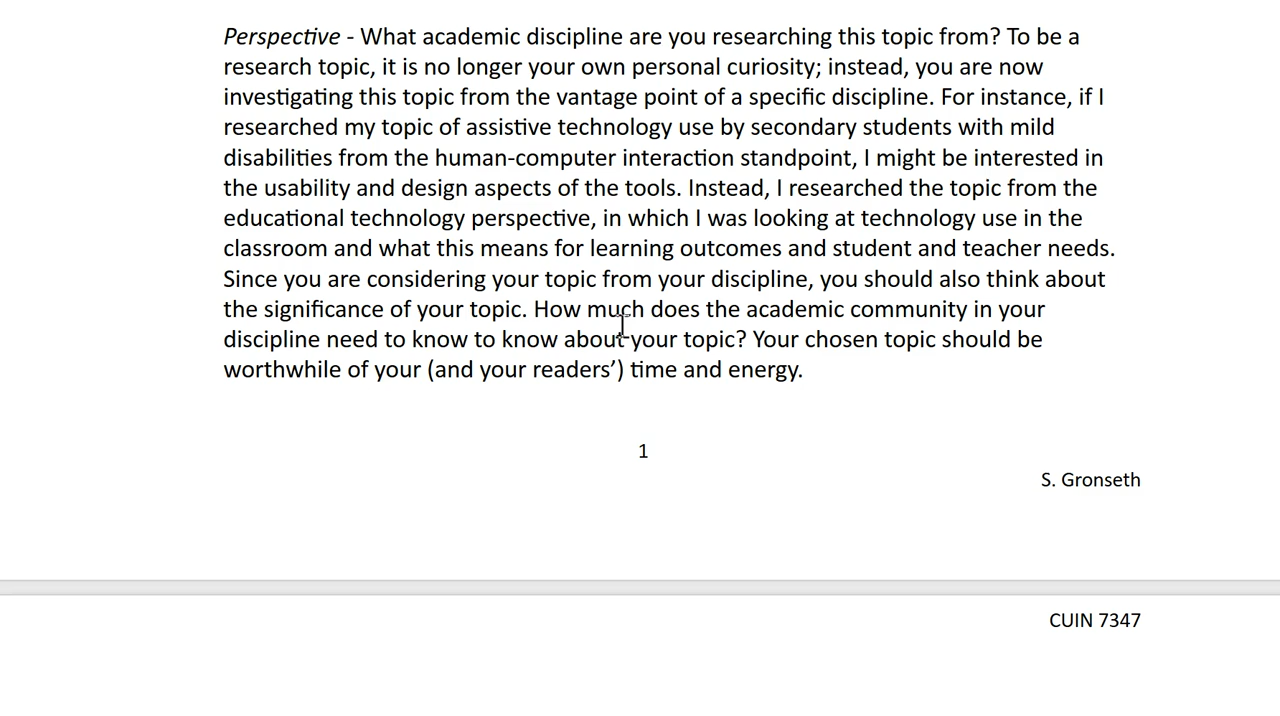 Perspective - What academic discipline are you researching this topic from? To be a
research topic, it is no longer your own personal curiosity; instead, you are now
investigating this topic from the vantage point of a specific discipline. For instance, if I
researched my topic of assistive technology use by secondary students with mild
disabilities from the human-computer interaction standpoint, I might be interested in
the usability and design aspects of the tools. Instead, I researched the topic from the
educational technology perspective, in which I was looking at technology use in the
classroom and what this means for learning outcomes and student and teacher needs.
Since you are considering your topic from your discipline, you should also think about
the significance of your topic. How much does the academic community in your
discipline need to know to know about your topic? Your chosen topic should be
worthwhile of your (and your readers’) time and energy.
1
S. Gronseth
CUIN 7347